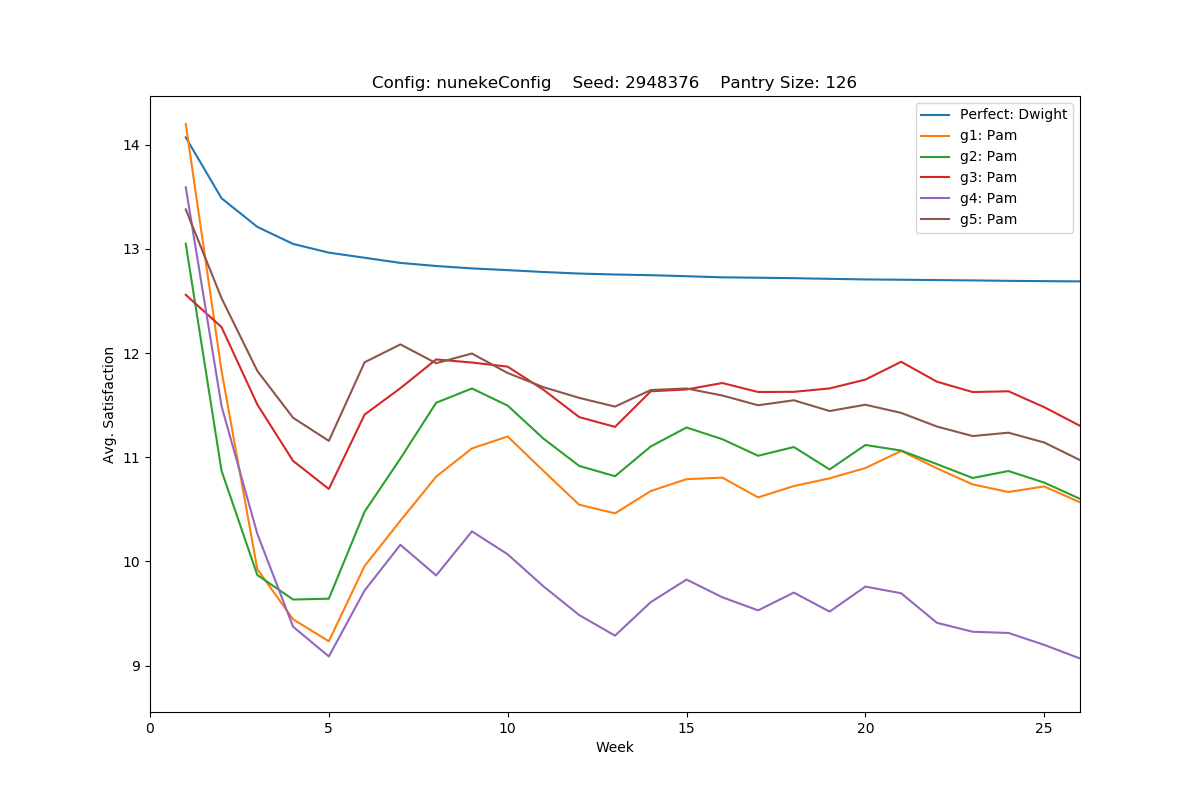 Config: nunekeConfig    Seed: 2948376    Pantry Size: 126
Perfect: Dwight
g1: Pam
g2: Pam
g3: Pam
g4: Pam
g5: Pam
14
13
12
11
10
9
Avg. Satisfaction
0 5 10 15 20 25
Week